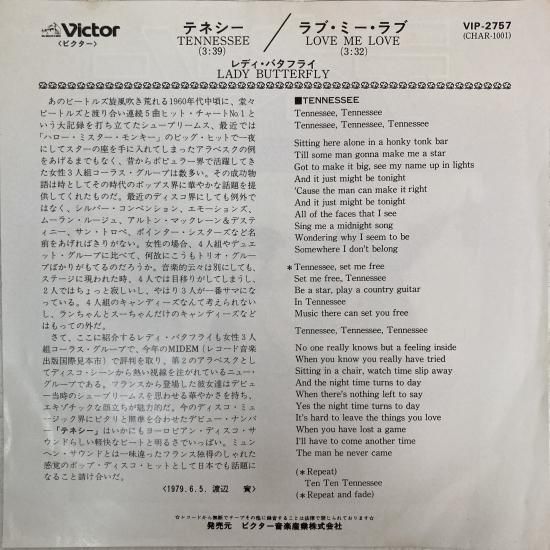 Victor
〈ビクター〉
テネシー
TENNESSEE
(3:39)
ラブ・ミー・ラブ
LOVE ME LOVE
(3:32)
VIP-2757
(CHAR-1001)
レディ・バタフライ
LADY BUTTERFLY
あのビートルズ旋風吹き荒れる1960年代中頃に、堂々
ビートルズと渡り合い連続5曲ヒット・チャートNo.1と
いう大記録を打ち立てたシュープリームス、最近では
「ハロー・ミスター・モンキー」のビッグ・ヒットで一夜
にしてスターの座を手に入れてしまったアラベスクの例
をあげるまでもなく、昔からポピュラー界で活躍してき
た女性3人組コーラス・グループは数多い。その成功物
語は時としてその時代のポップス界に華やかな話題を提
供してくれたものだ。最近のディスコ界にしても例外で
はなく、シルバー・コンベンション、エモーションズ、
ムーラン・ルージュ、アルトン・マックレーン&デステ
ィニー、サン・トロペ、ポインター・シスターズなど名
前をあげればきりがない。女性の場合、4人組やデュエ
ット・グループに比べて、何故にこうもトリオ・グルー
プばかりがもてるのだろうか。音楽的云々は別にしても、
ステージに現われた時、4人では目移りがしてしまうし、
2人ではちょっと寂しいし、やはり3人が一番サマにな
っている。4人組のキャンディーズなんて考えられない
し、ランちゃんとスーちゃんだけのキャンディーズなど
はもっての外だ。
さて、ここに紹介するレディ・バタフライも女性3人
組コーラス・グループで、今年のMIDEM(レコード音楽
出版国際見本市)で評判を取り、第2のアラベスクとし
てディスコ・シーンから熱い視線を注がれているニュー・
グループである。フランスから登場した彼女達はデビュ
ー当時のシュープリームスを思わせる華やかさを持ち、
エキゾチックな顔立ちが魅力的だ。今のディスコ・ミュ
ージック界にピタリと照準を合わせたデビュー・ナンバ
ー「テネシー」はいかにもヨーロピアン・ディスコ・サ
ウンドらしい軽快なビートと明るさでいっぱい。ミュン
ヘン・サウンドとは一味違ったフランス独得のしゃれた
感覚のポップ・ディスコ・ヒットとして日本でも話題に
なること請け合いだ。
〈1979.6.5. 渡辺 寅〉
■TENNESSEE
Tennessee, Tennessee
Tennessee, Tennessee, Tennessee
Sitting here alone in a honky tonk bar
Till some man gonna make me a star
Got to make it big, see my name up in lights
And it just might be tonight
'Cause the man can make it right
And it just might be tonight
All of the faces that I see
Sing me a midnight song
Wondering why I seem to be
Somewhere I don't belong
*Tennessee, set me free
Set me free, Tennessee
Be a star, play a country guitar
In Tennessee
Music there can set you free
Tennessee, Tennessee, Tennessee
No one really knows but a feeling inside
When you know you really have tried
Sitting in a chair, watch time slip away
And the night time turns to day
When there's nothing left to say
Yes the night time turns to day
It's hard to leave the things you love
When you have lost a game
I'll have to come another time
The man he never came
(*Repeat)
Ten Ten Tennessee
(*Repeat and fade)
☆レコードから無断でテープその他に録音することは法律で禁じられております☆
発売元 ビクター音楽産業株式会社